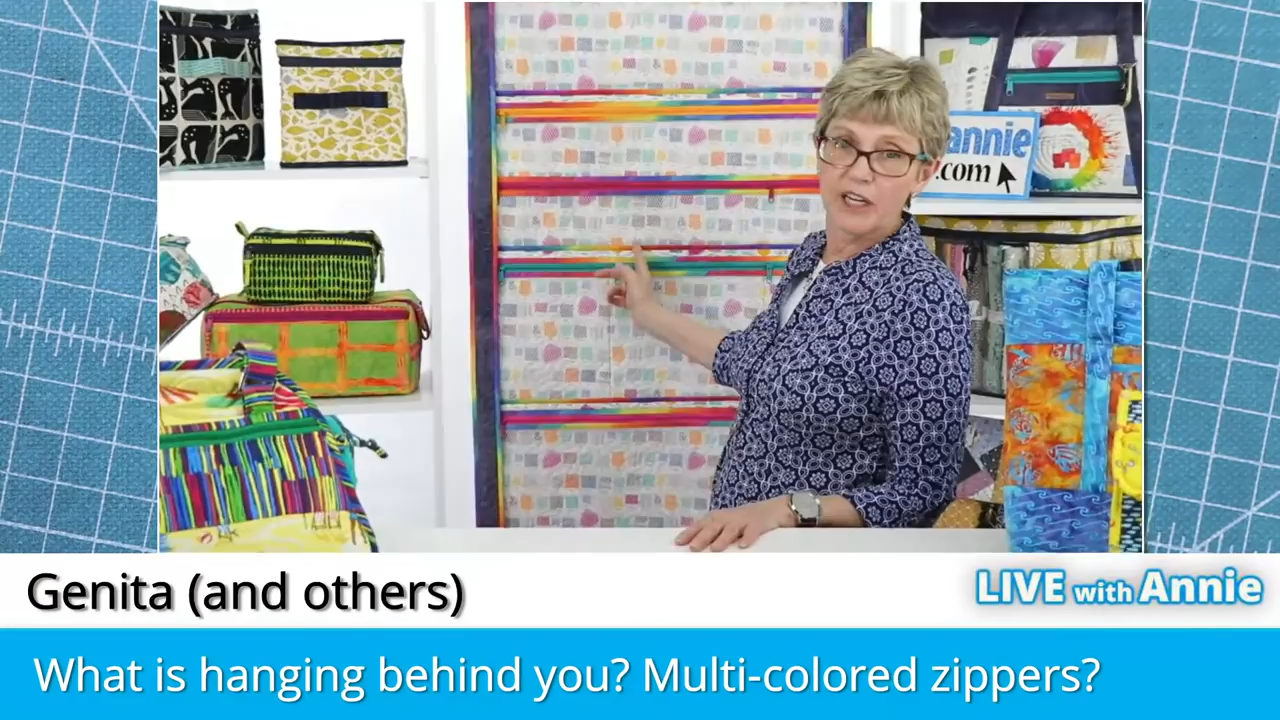 annie
.com
Genita (and others)
LIVE with Annie
What is hanging behind you? Multi-colored zippers?